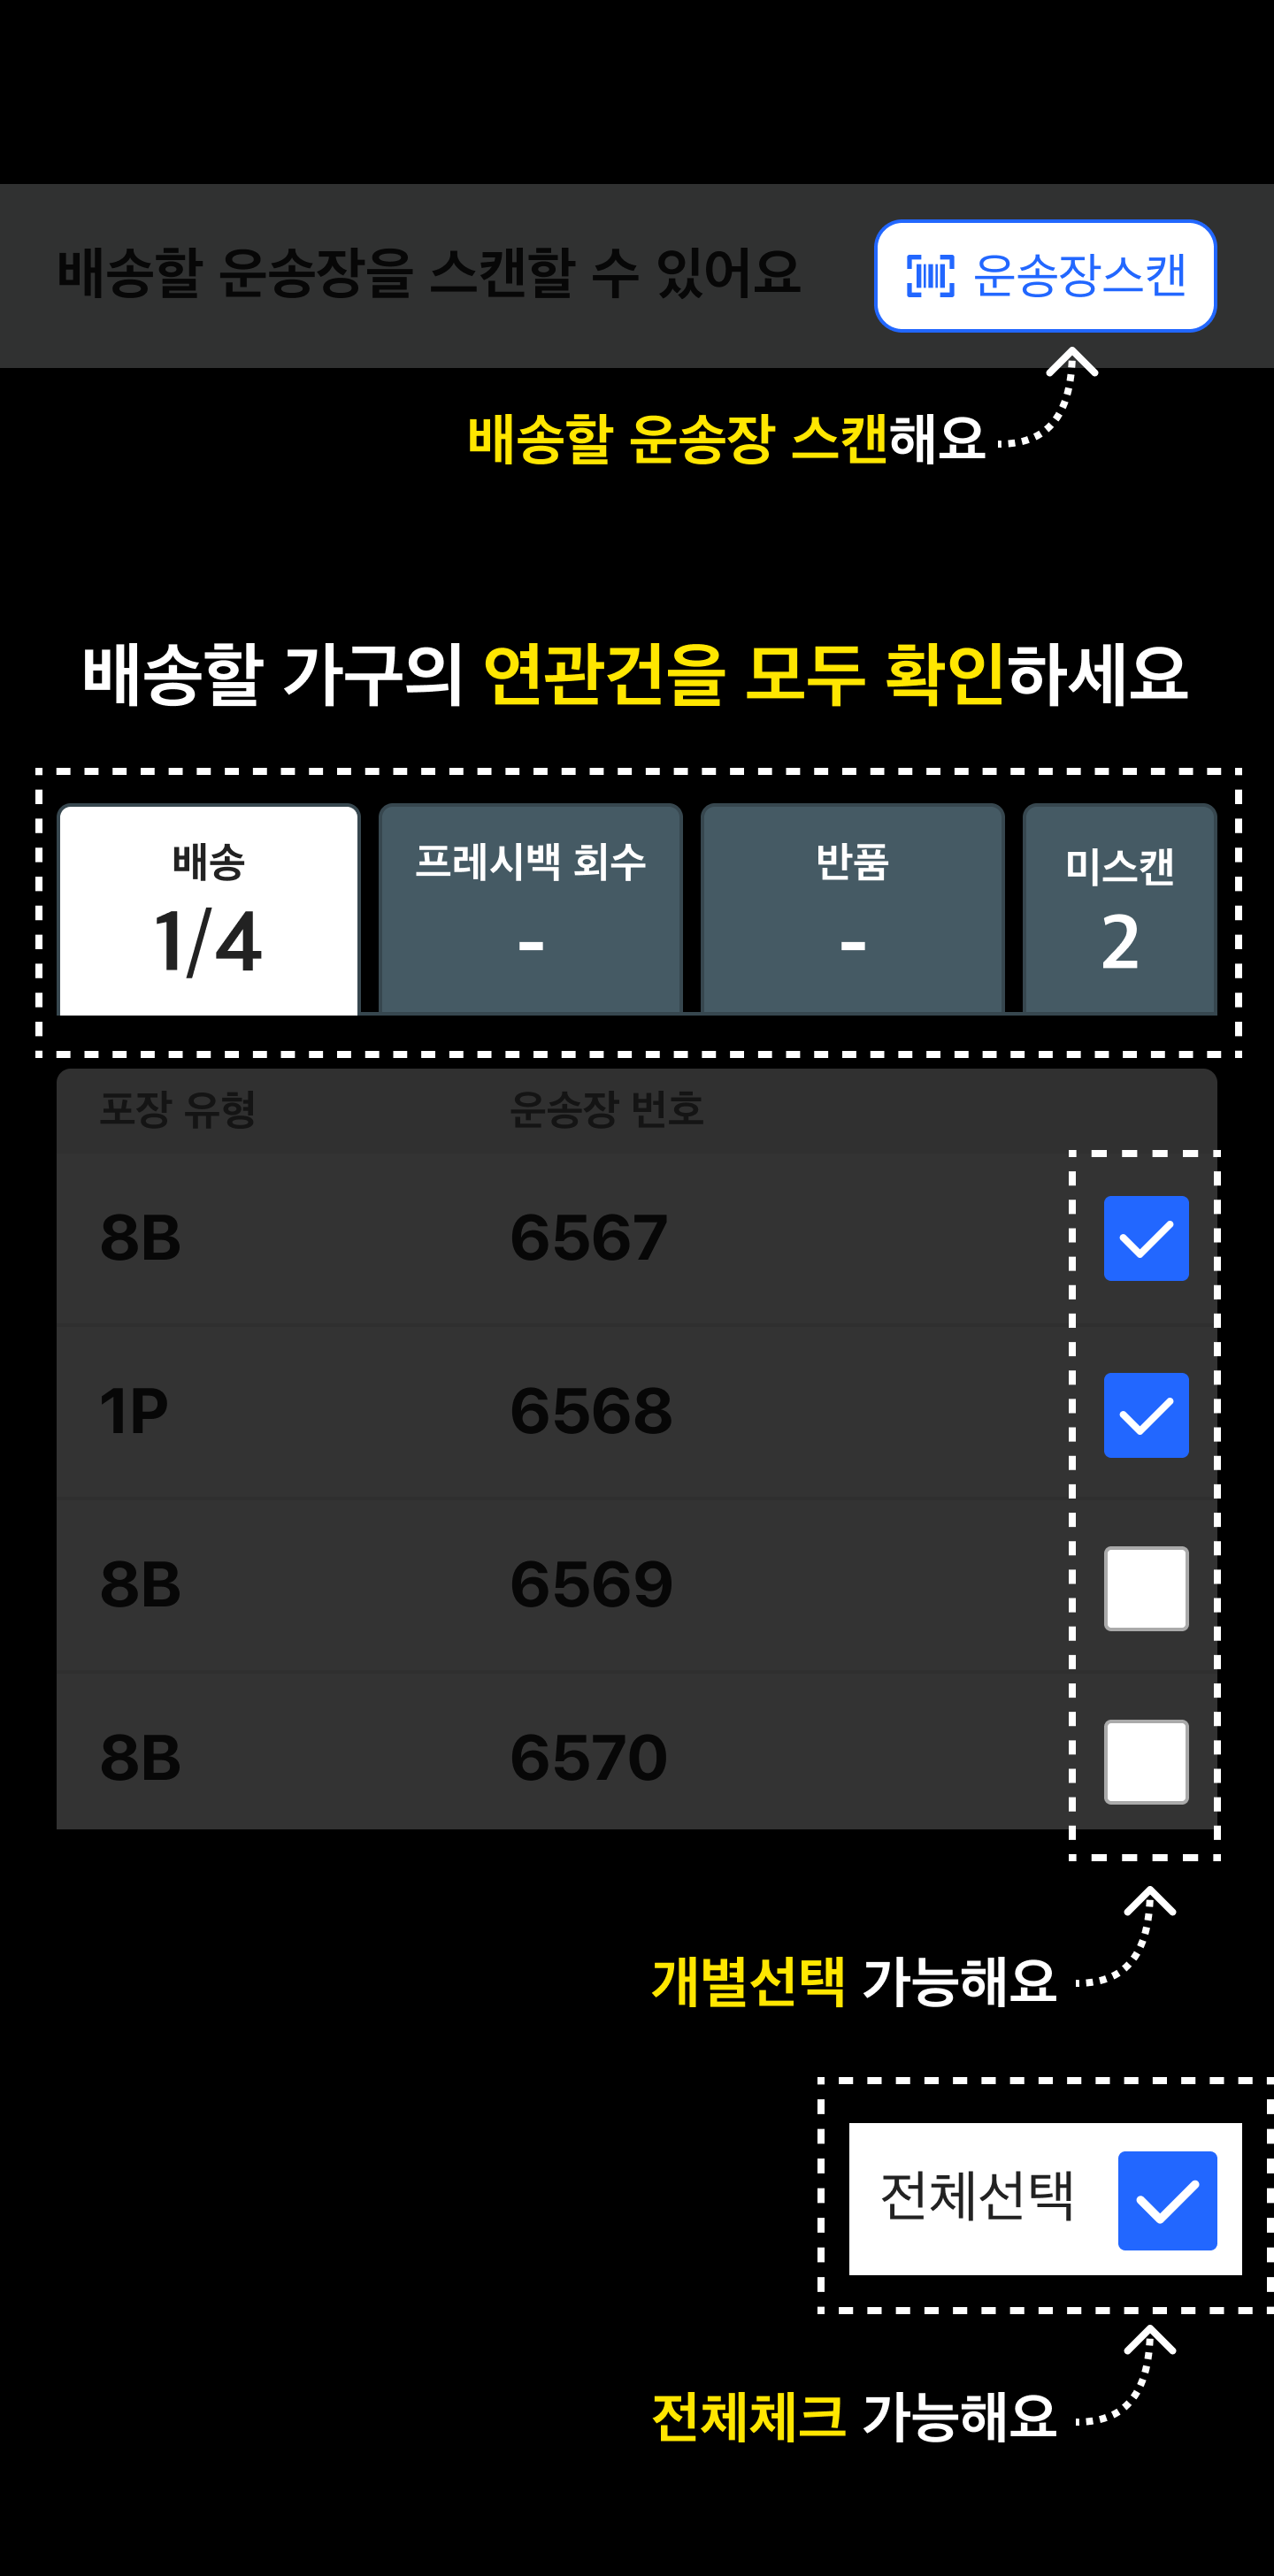 배송할 운송장을 스캔할 수 있어요 운송장스캔
배송할 운송장 스캔해요
배송할 가구의 연관건을 모두 확인하세요
배송 프레시백 회수 반품 미스캔
1/4 - - 2
포장 유형 운송장 번호
8B 6567
1P 6568
8B 6569
8B 6570
개별선택 가능해요
전체선택
전체체크 가능해요